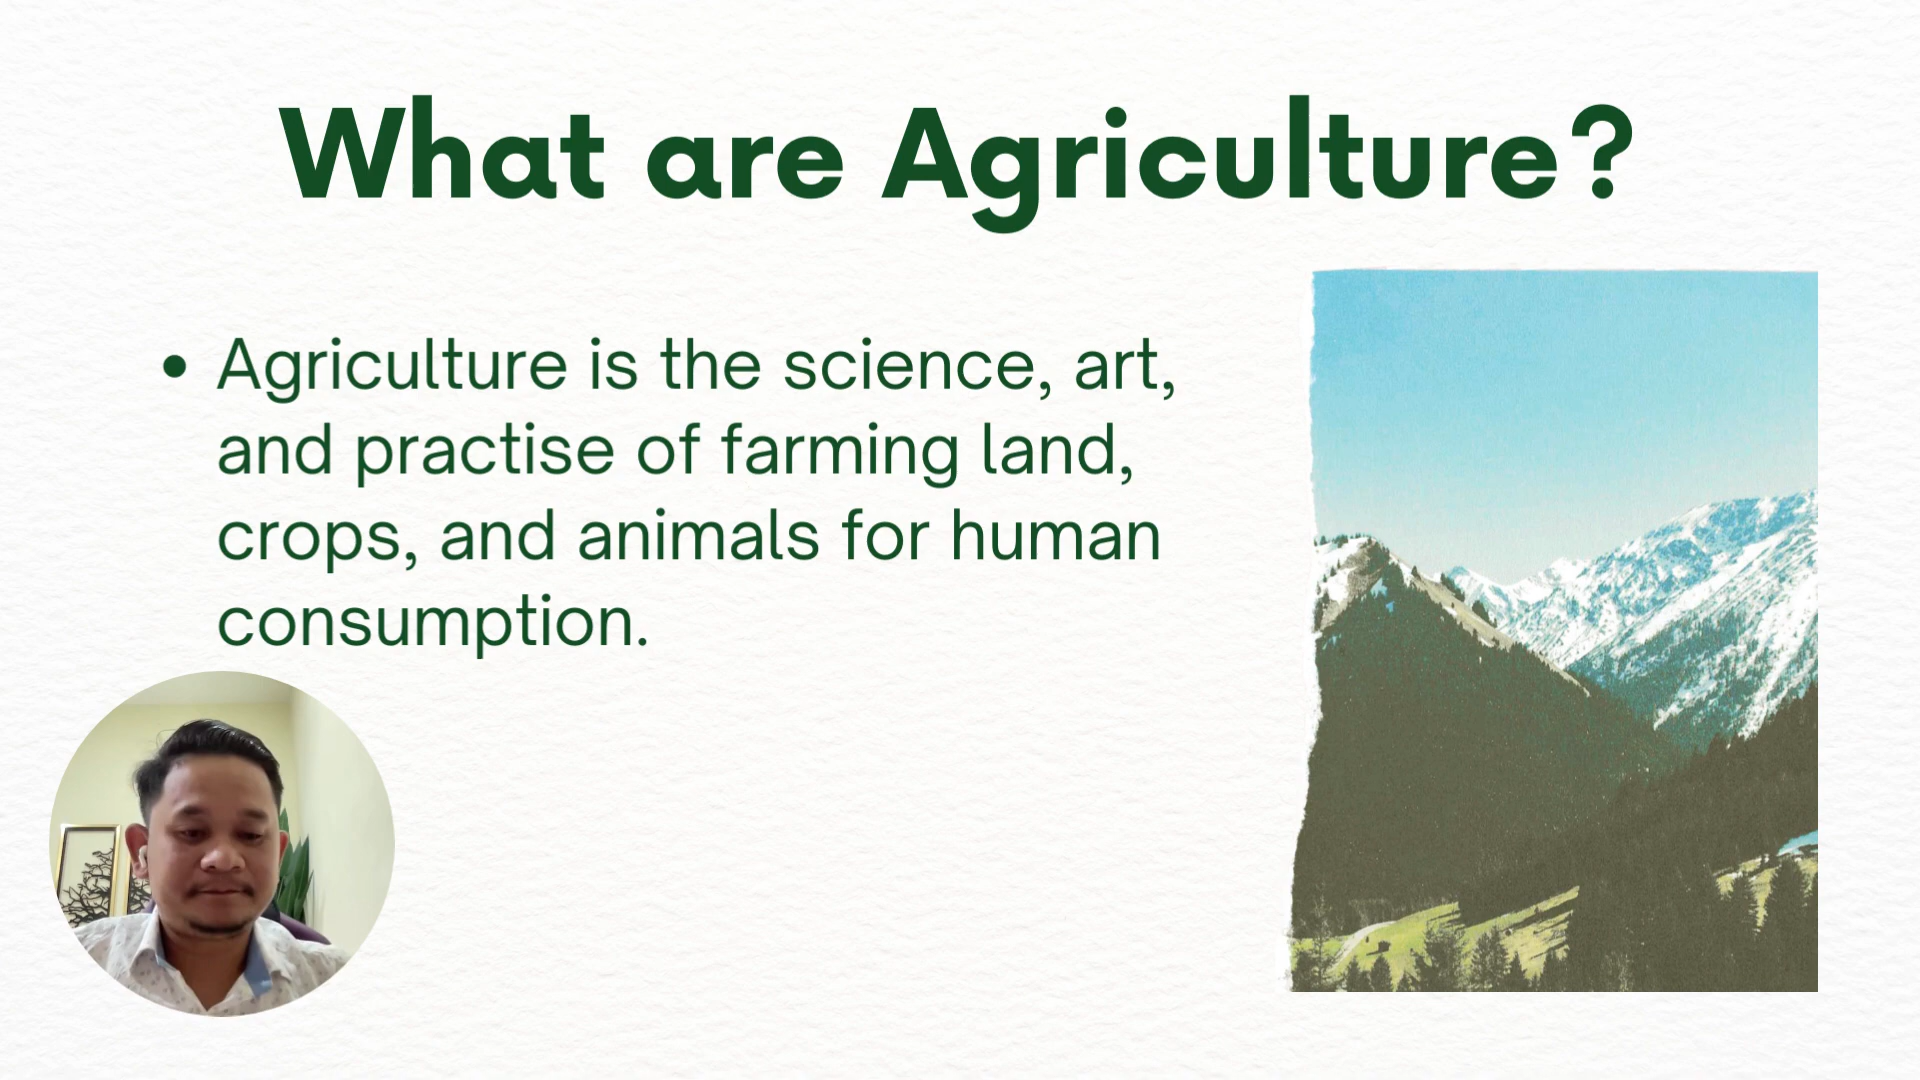 What are Agriculture?
• Agriculture is the science, art,
and practise of farming land,
crops, and animals for human
consumption.